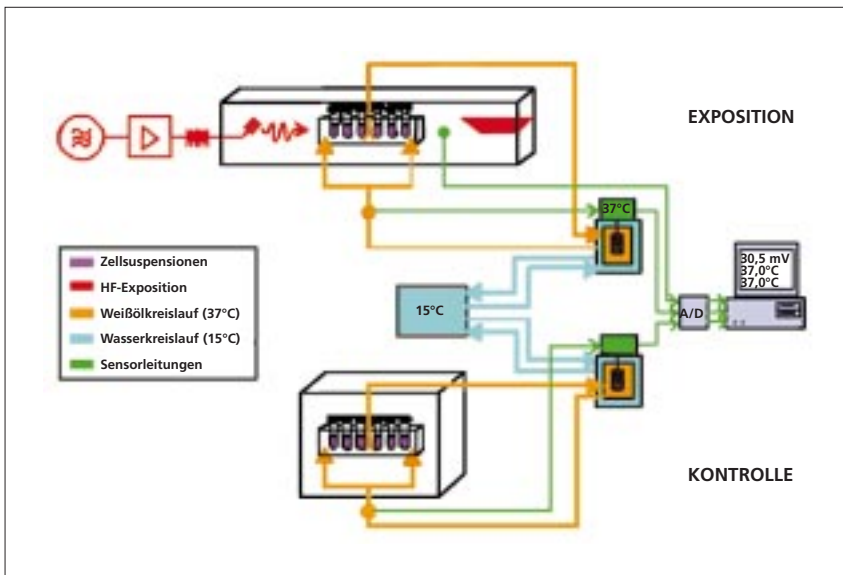 EXPOSITION
37°C
Zellsuspensionen
HF-Exposition
Weißölkreislauf (37°C)
Wasserkreislauf (15°C)
Sensorleitungen
15°C
A/D
30,5 mV
37,0°C
37,0°C
KONTROLLE